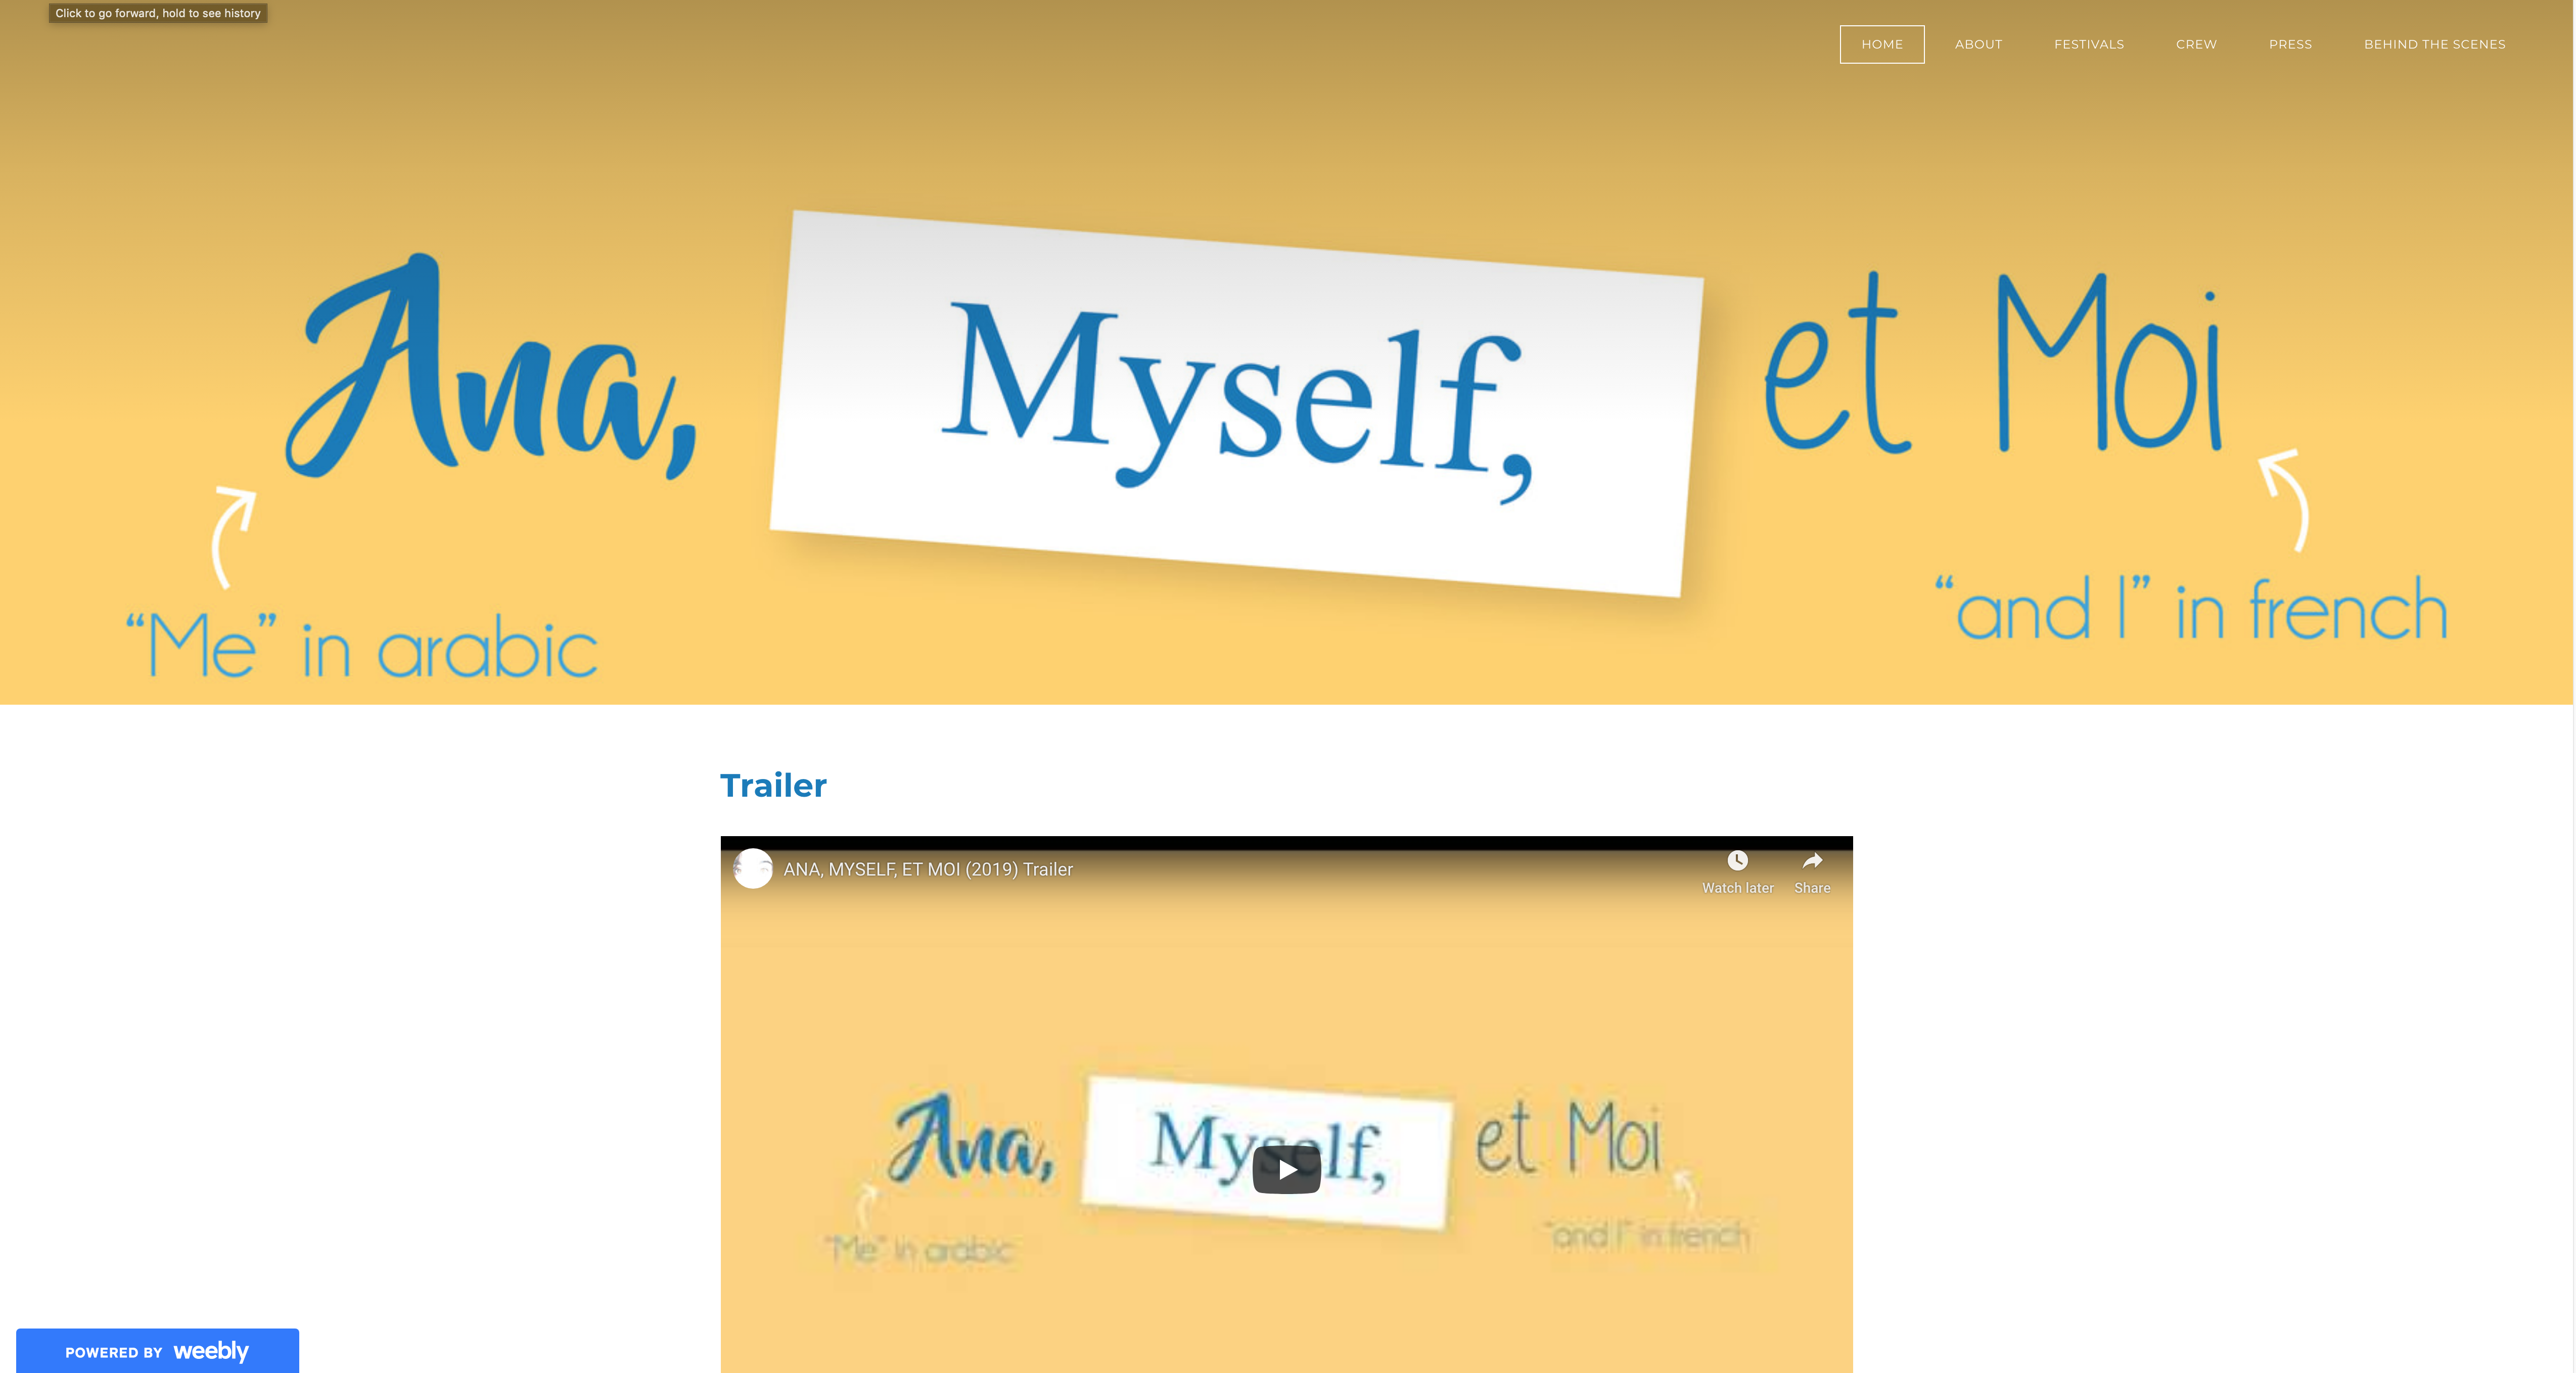 Click to go forward, hold to see history
HOME ABOUT FESTIVALS CREW PRESS BEHIND THE SCENES
Ana, Myself, et Moi
“Me” in arabic
“and I” in french
Trailer
ANA, MYSELF, ET MOI (2019) Trailer
Watch later Share
Ana, Myself, et Moi
“Me” in arabic
“and I” in french
POWERED BY weebly